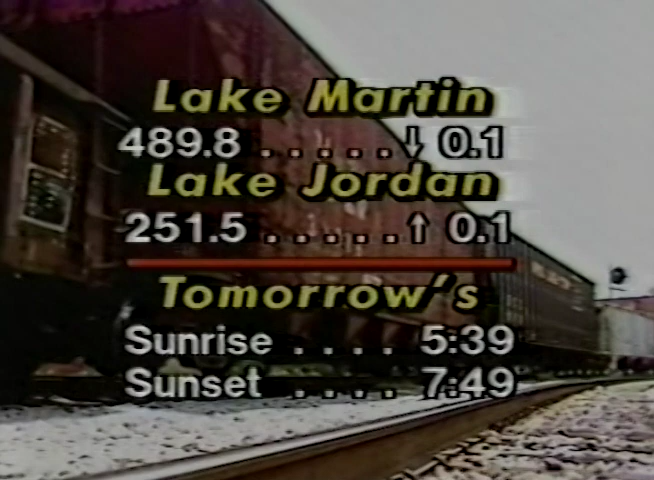 Lake Martin
489.8 . . . . . ↓ 0.1
Lake Jordan
251.5 . . . . . ↑ 0.1
Tomorrow's
Sunrise . . . . 5:39
Sunset . . . . 7:49